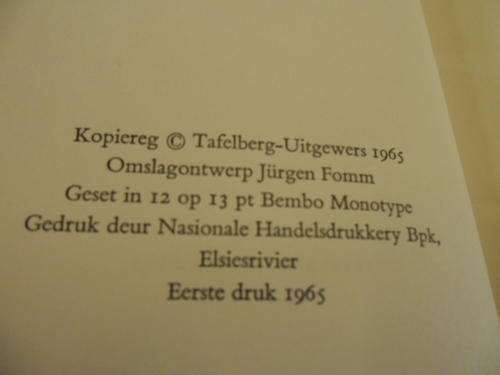 Kopiereg © Tafelberg-Uitgewers 1965
Omslagontwerp Jürgen Fomm
Geset in 12 op 13 pt Bembo Monotype
Gedruk deur Nasionale Handelsdrukkery Bpk,
Elsiesrivier
Eerste druk 1965